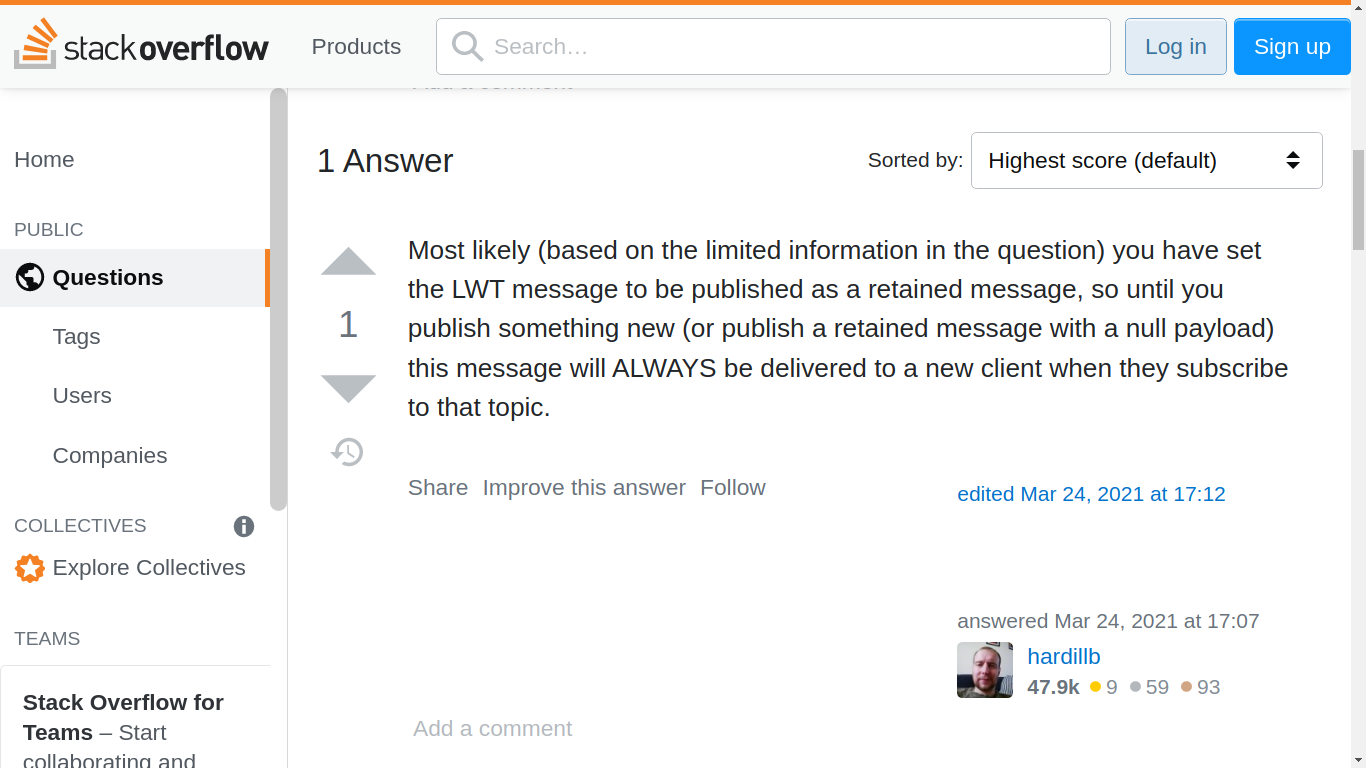 stack overflow
Products
Search…
Log in
Sign up
Home
PUBLIC
Questions
Tags
Users
Companies
COLLECTIVES
Explore Collectives
TEAMS
Stack Overflow for
Teams – Start
collaborating and
Add a comment
1 Answer
Sorted by:
Highest score (default)
1
Most likely (based on the limited information in the question) you have set
the LWT message to be published as a retained message, so until you
publish something new (or publish a retained message with a null payload)
this message will ALWAYS be delivered to a new client when they subscribe
to that topic.
Share Improve this answer Follow
edited Mar 24, 2021 at 17:12
answered Mar 24, 2021 at 17:07
hardillb
47.9k 9 59 93
Add a comment